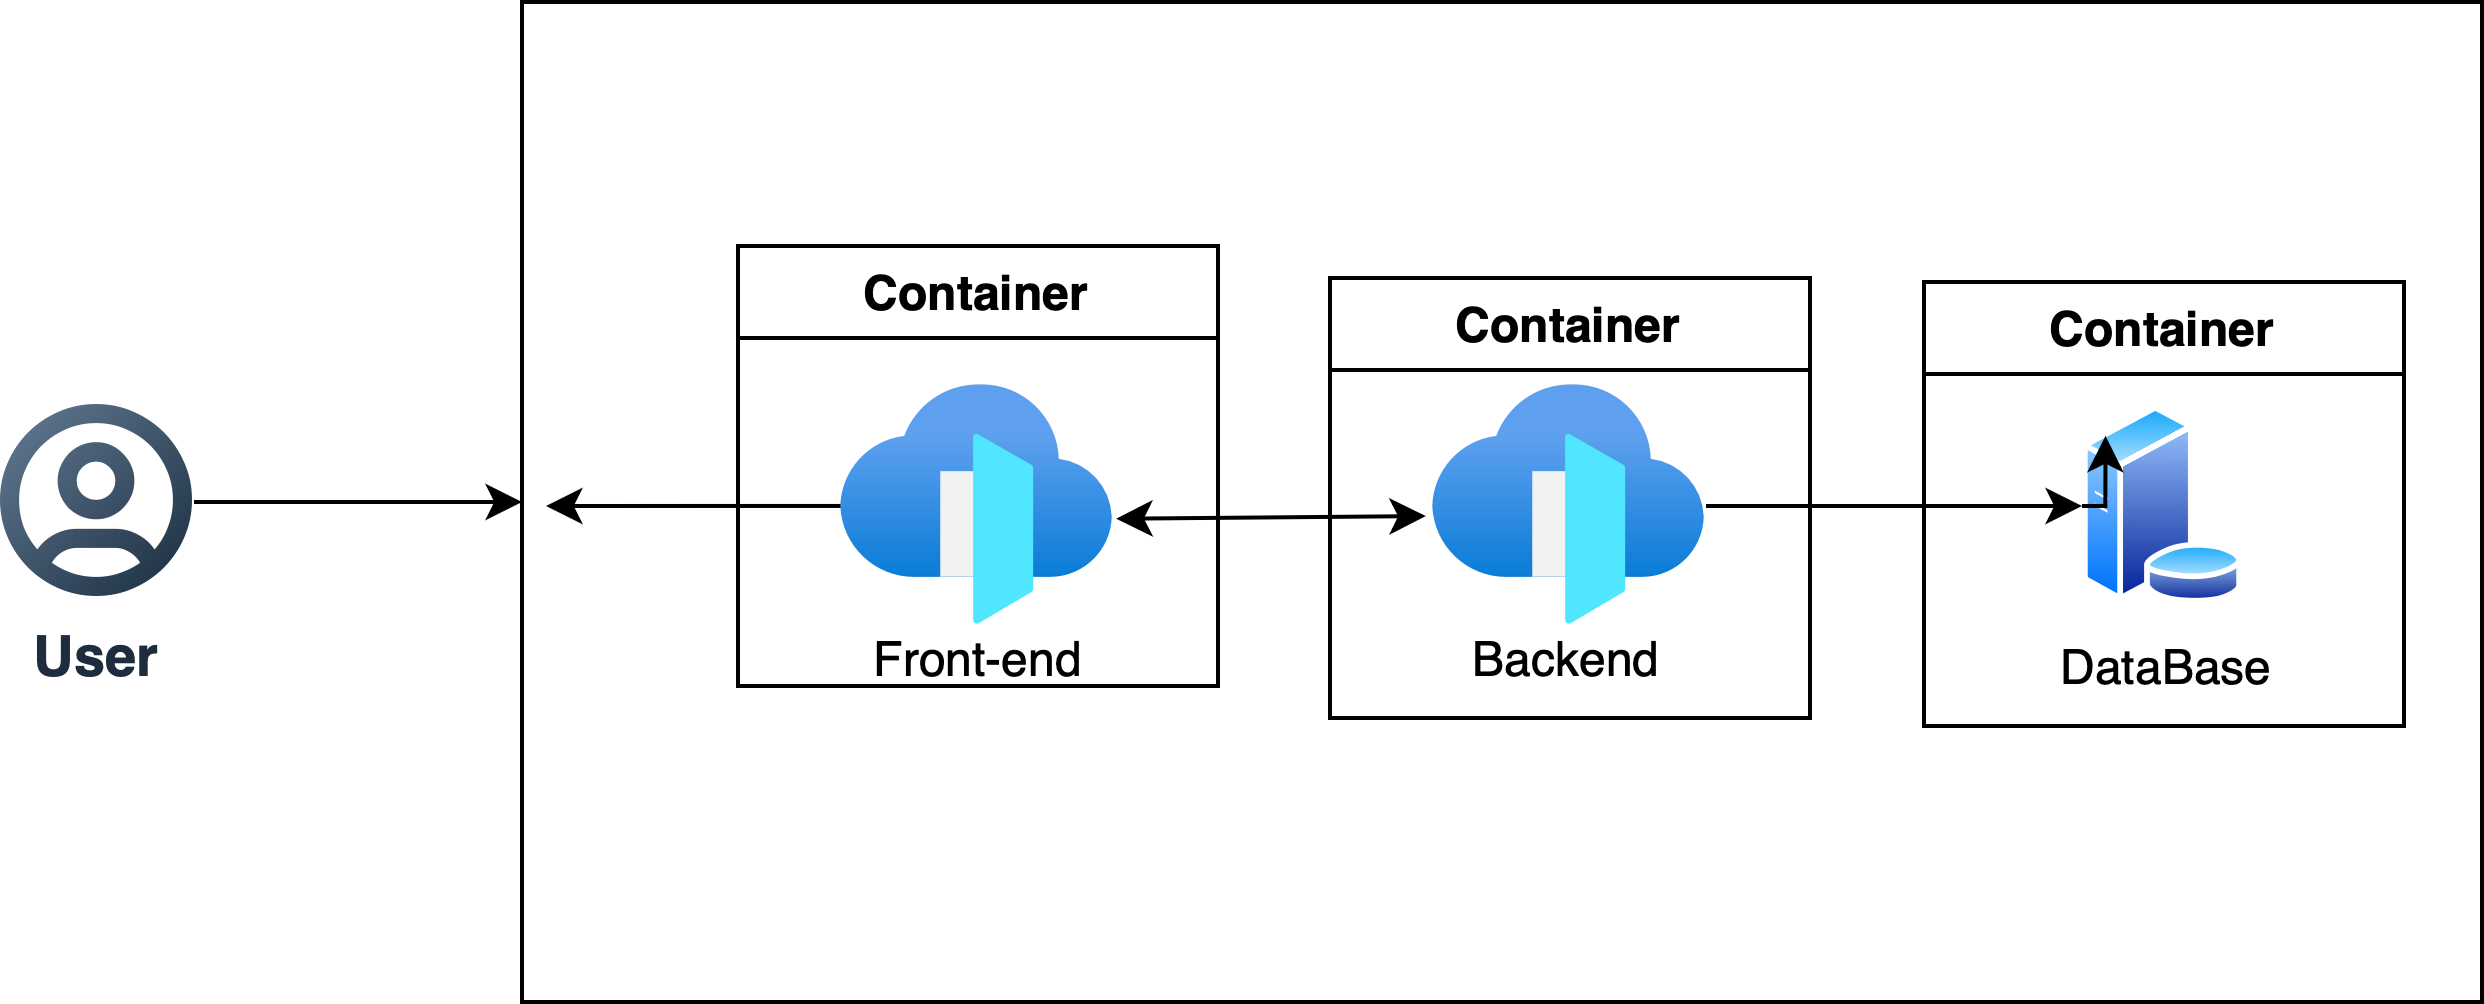 Container
Container
Container
User
Front-end
Backend
DataBase